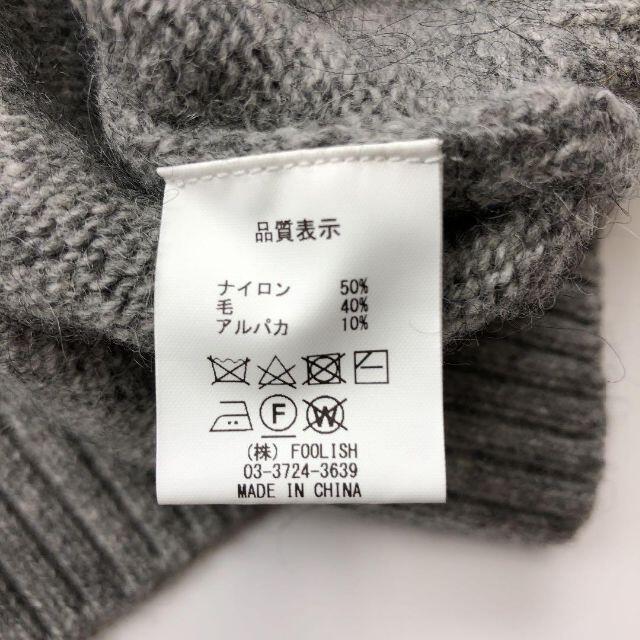 品質表示
ナイロン 50%
毛 40%
アルパカ 10%
F W
(株) FOOLISH
03-3724-3639
MADE IN CHINA